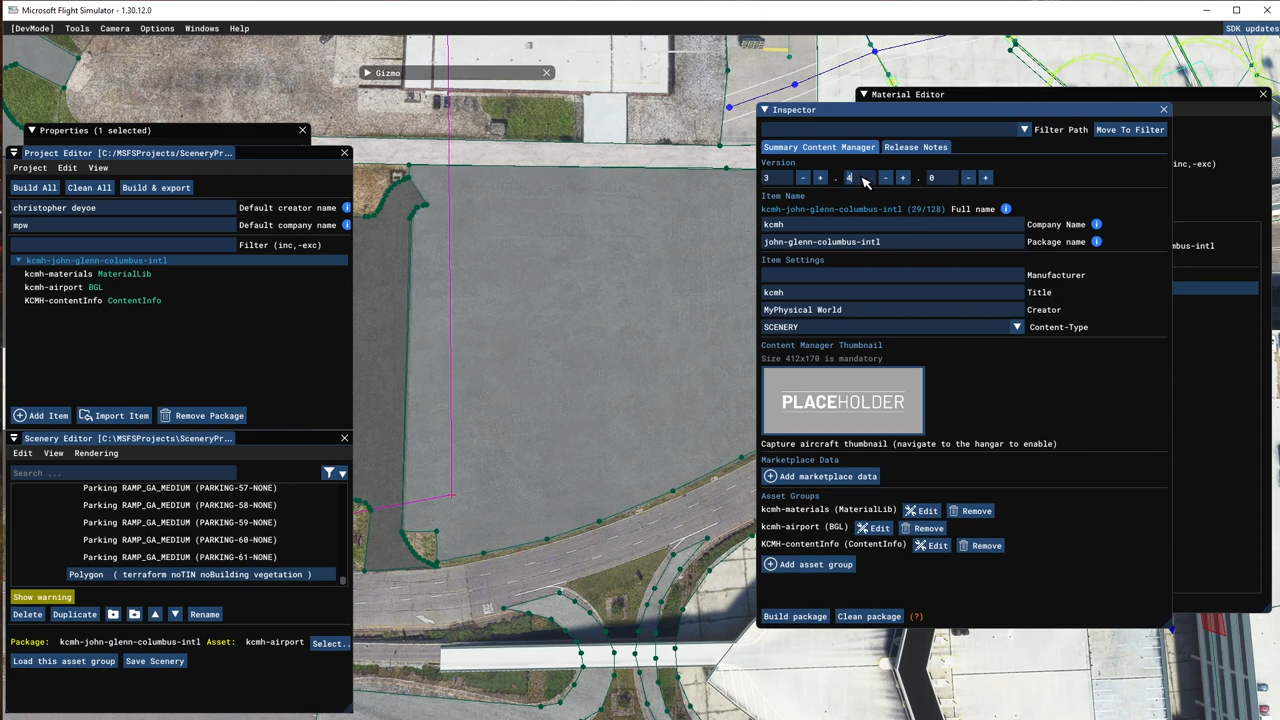 Microsoft Flight Simulator - 1.30.12.0
[DevMode] Tools Camera Options Windows Help
SDK updates
Gizmo
Material Editor
Properties (1 selected)
Project Editor [C:/MSFSProjects/SceneryPr...
Project Edit View
Build All Clean All Build & export
christopher Default creator name
mpw Default company name
Filter (inc,-exc)
kcmh-john-glenn-columbus-intl
kcmh-materials MaterialLib
kcmh-airport BGL
KCMH-contentInfo ContentInfo
Add Item Import Item Remove Package
Scenery Editor [C:\MSFSProjects\SceneryPr...
Edit View Rendering
Search ...
Parking RAMP_GA_MEDIUM (PARKING-57-NONE)
Parking RAMP_GA_MEDIUM (PARKING-58-NONE)
Parking RAMP_GA_MEDIUM (PARKING-59-NONE)
Parking RAMP_GA_MEDIUM (PARKING-60-NONE)
Parking RAMP_GA_MEDIUM (PARKING-61-NONE)
Polygon ( terraform noTIN noBuilding vegetation )
Show warning
Delete Duplicate Rename
Package: kcmh-john-glenn-columbus-intl Asset: kcmh-airport Select..
Load this asset group Save Scenery
Inspector
Filter Path Move To Filter
Summary Content Manager Release Notes
Version
3 - + . 4 - + . 0 - +
Item Name
kcmh-john-glenn-columbus-intl (29/128) Full name
kcmh Company Name
john-glenn-columbus-intl Package name
Item Settings
Manufacturer
kcmh Title
MyPhysical World Creator
SCENERY Content-Type
Content Manager Thumbnail
Size 412x170 is mandatory
PLACEHOLDER
Capture aircraft thumbnail (navigate to the hangar to enable)
Marketplace Data
Add marketplace data
Asset Groups
kcmh-materials (MaterialLib) Edit Remove
kcmh-airport (BGL) Edit Remove
KCMH-contentInfo (ContentInfo) Edit Remove
Add asset group
Build package Clean package (?)
,-exc)
bus-intl